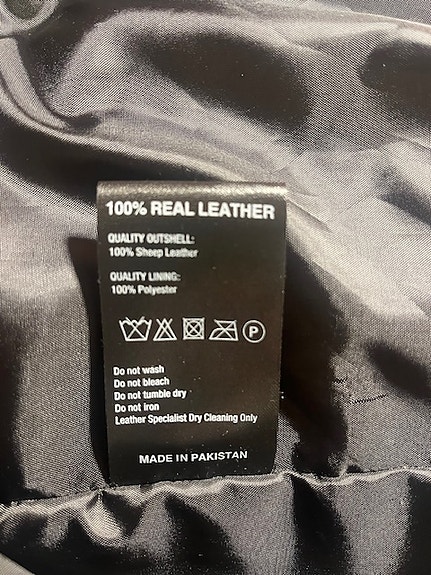 100% REAL LEATHER
QUALITY OUTSHELL:
100% Sheep Leather
QUALITY LINING:
100% Polyester
P
Do not wash
Do not bleach
Do not tumble dry
Do not iron
Leather Specialist Dry Cleaning Only
MADE IN PAKISTAN